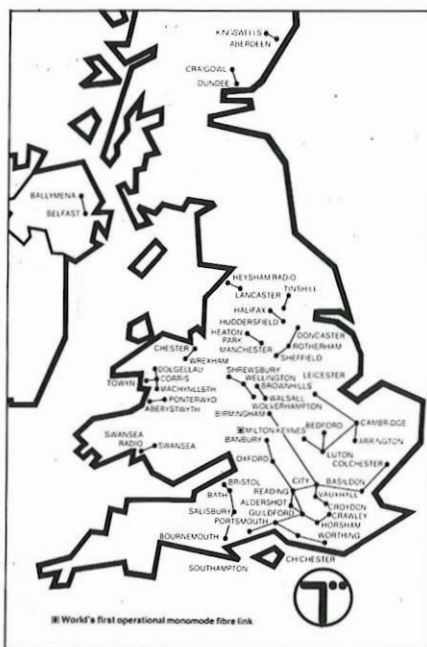 KINGSWELLS
ABERDEEN
CRAIGOWL
DUNDEE
BALLYMENA
BELFAST
HEYSHAM RADIO
LANCASTER
TINSHILL
HALIFAX
HUDDERSFIELD
HEATON
PARK
MANCHESTER
DONCASTER
ROTHERHAM
SHEFFIELD
CHESTER
WREXHAM
DOLGELLAU
CORRIS
TOWYN
MACHYNLLETH
PONTERWYD
ABERYSTWYTH
SHREWSBURY
WELLINGTON
BROWNHILLS
WALSALL
WOLVERHAMPTON
LEICESTER
BIRMINGHAM
MILTON KEYNES
BANBURY
BEDFORD
CAMBRIDGE
ARRINGTON
LUTON
COLCHESTER
OXFORD
SWANSEA
RADIO
SWANSEA
BRISTOL
BATH
CITY
BASILDON
READING
VAUXHALL
ALDERSHOT
CROYDON
SALISBURY
GUILDFORD
CRAWLEY
PORTSMOUTH
HORSHAM
WORTHING
BOURNEMOUTH
CHICHESTER
SOUTHAMPTON
World's first operational monomode fibre link